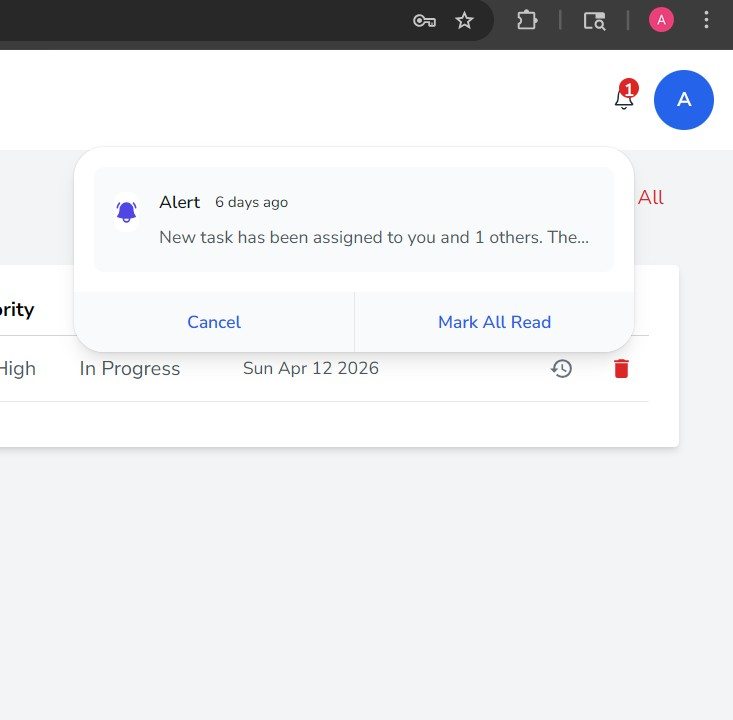 A
1
A
Alert 6 days ago
New task has been assigned to you and 1 others. The...
All
Cancel Mark All Read
ority
High In Progress Sun Apr 12 2026